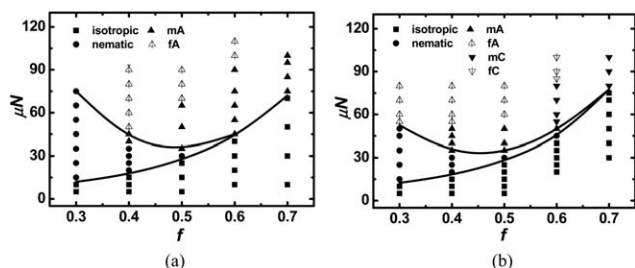 (a)
isotropic mA
nematic fA
μN
120
90
60
30
0
0.3 0.4 0.5 0.6 0.7
f
(a)
(b)
isotropic mA
nematic fA
mC
fC
μN
120
90
60
30
0
0.3 0.4 0.5 0.6 0.7
f
(b)